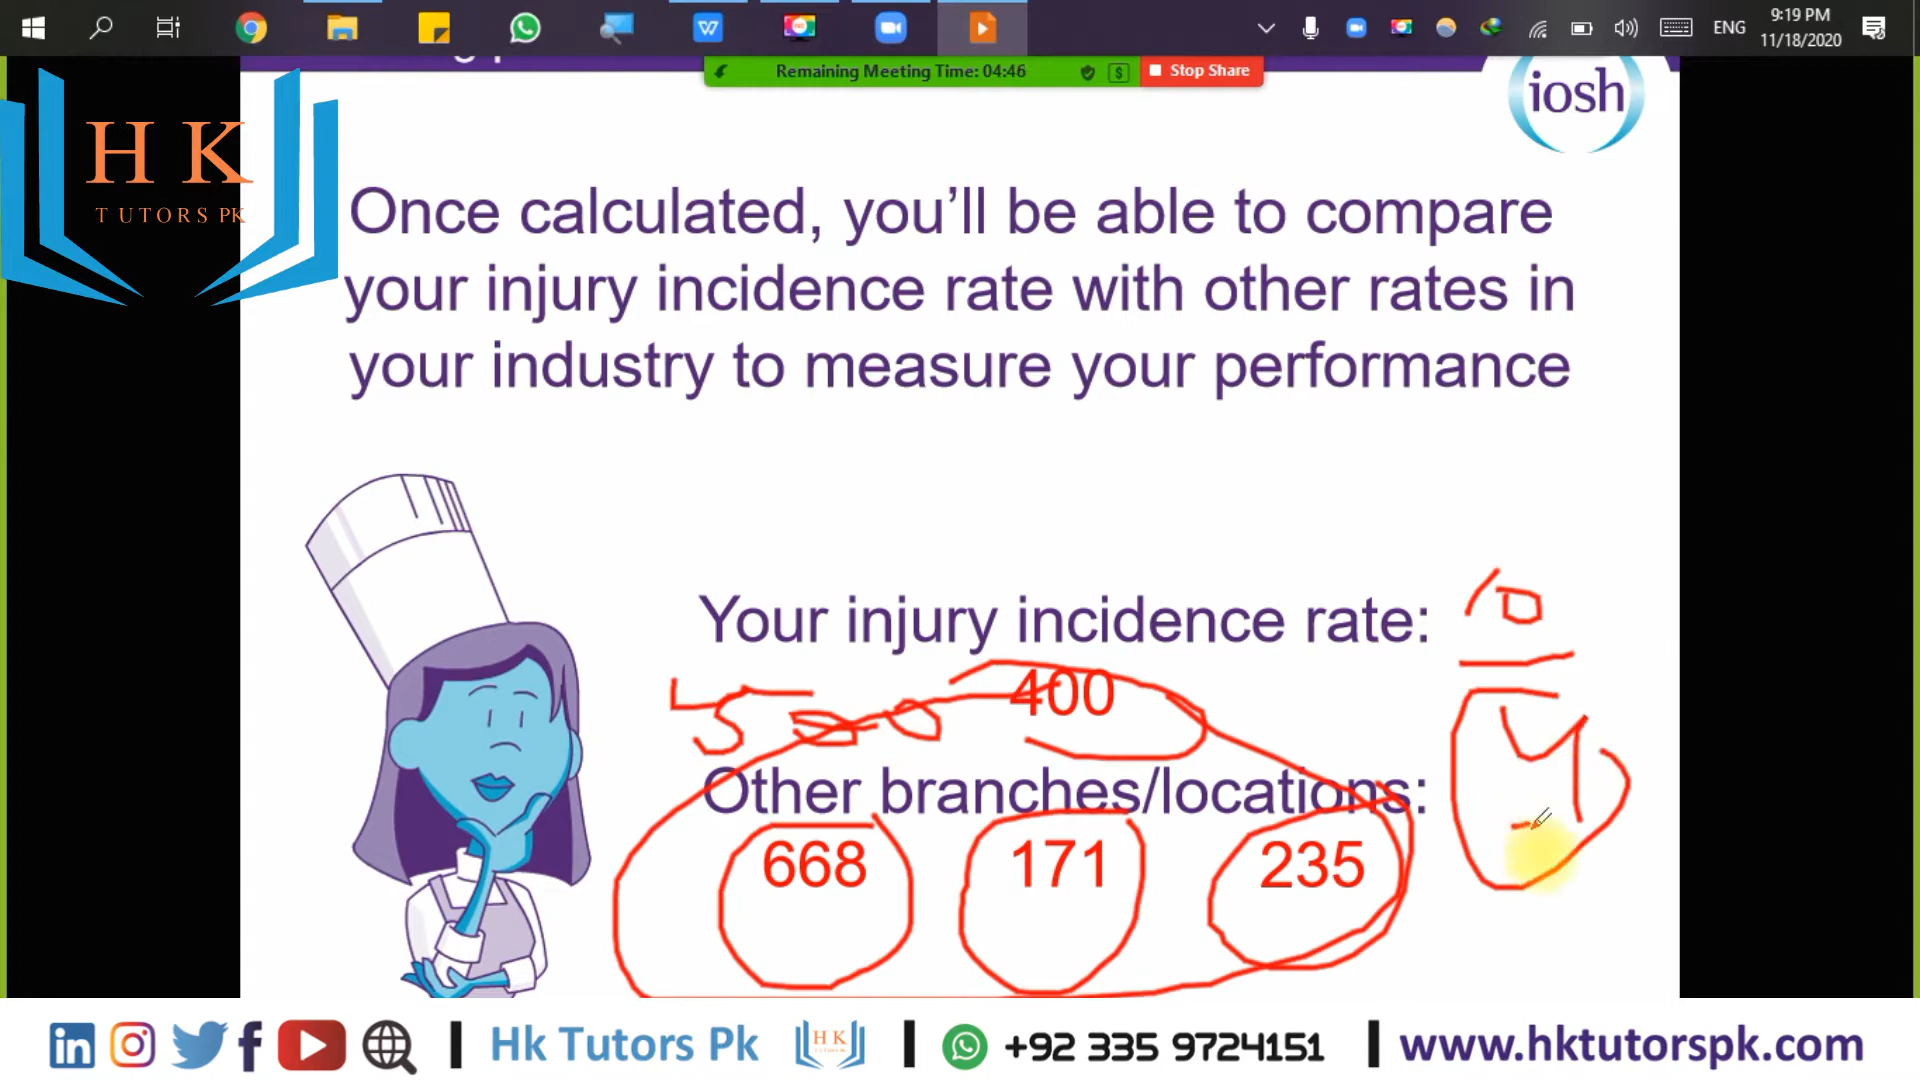 9:19 PM
ENG
11/18/2020
Remaining Meeting Time: 04:46
Stop Share
iosh
H K
TUTORS PK
Once calculated, you’ll be able to compare
your injury incidence rate with other rates in
your industry to measure your performance
Your injury incidence rate:
10
400
Other branches/locations:
668 171 235
Hk Tutors Pk
H K
+92 335 9724151
www.hktutorspk.com